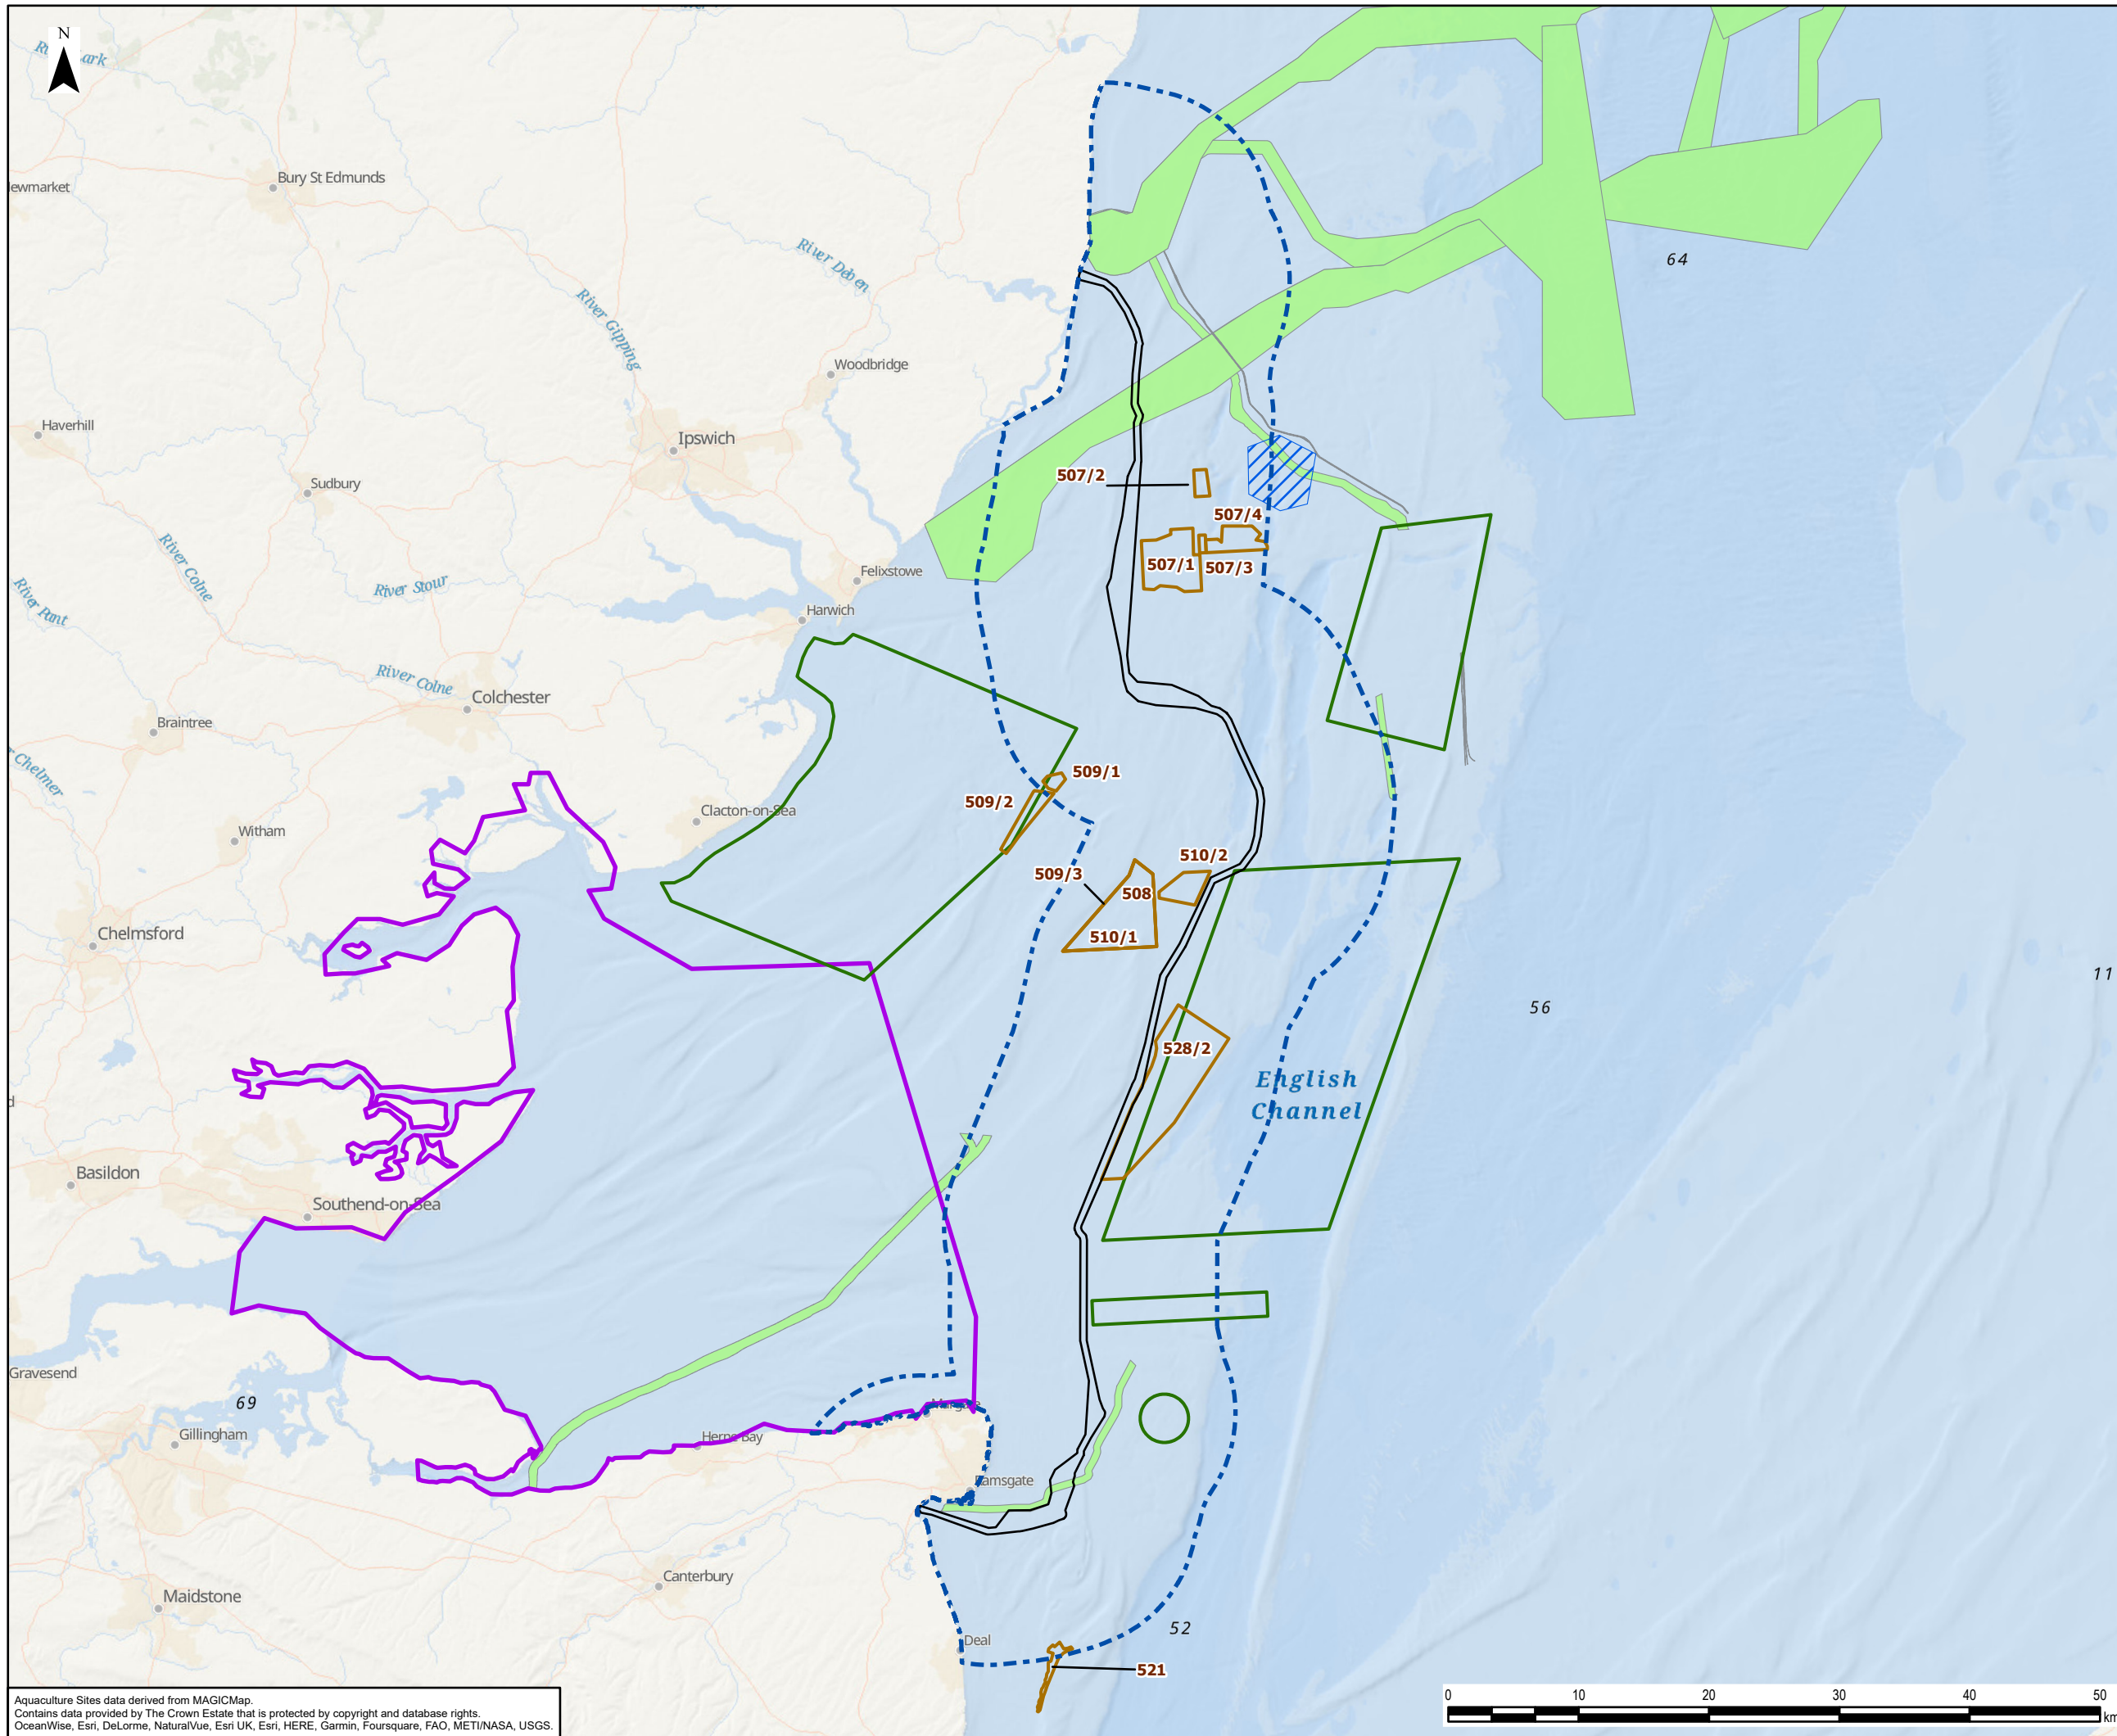 N
River Lark
Bury St Edmunds
ewmarket
River Deben
64
River Gipping
Woodbridge
Haverhill
Ipswich
507/2
Sudbury
507/4
River Colne
507/1
507/3
Felixstowe
River Stour
River Pant
Harwich
River Colne
Colchester
Braintree
r Chelmer
509/1
509/2
Clacton-on-Sea
Witham
510/2
509/3
508
Chelmsford
510/1
11
56
528/2
English
Channel
Basildon
Southend-on-Sea
Gravesend
69
Margate
Gillingham
Herne Bay
Ramsgate
Canterbury
Maidstone
52
Deal
521
0 10 20 30 40 50
km
Aquaculture Sites data derived from MAGICMap.
Contains data provided by The Crown Estate that is protected by copyright and database rights.
OceanWise, Esri, DeLorme, NaturalVue, Esri UK, Esri, HERE, Garmin, Foursquare, FAO, METI/NASA, USGS.